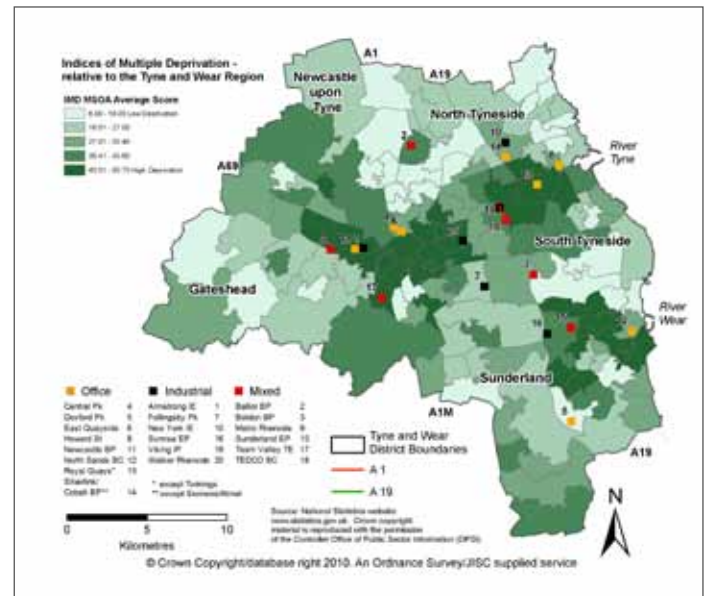 Indices of Multiple Deprivation -
relative to the Tyne and Wear Region
IMD MSOA Average Score
Low Deprivation
High Deprivation
A1
A19
Newcastle
upon
Tyne
North Tyneside
River
Tyne
A69
South Tyneside
Gateshead
River
Wear
Sunderland
A1M
A19
Office
Central Pk 4
Doxford Pk 5
East Quayside 6
Howard St 8
Newcastle BP 11
North Sands BC 12
Royal Quays* 13
Silverlink/
Cobalt BP** 14
Industrial
Armstrong IE 1
Follingsby Pk 7
New York IE 10
Sunrise EP 16
Viking IP 19
Walker Riverside 20
* except Twinings
Mixed
Balliol BP 2
Boldon BP 3
Metro Riverside 9
Sunderland EP 15
Team Valley TE 17
TEDCO BC 18
Tyne and Wear
District Boundaries
A 1
A 19
N
0 5 10
Kilometres
Source: National Statistics website:
www.statistics.gov.uk Crown copyright
material is reproduced with the permission
of the Controller Office of Public Sector Information (OPSI)
© Crown Copyright/database right 2010. An Ordnance Survey/JISC supplied service